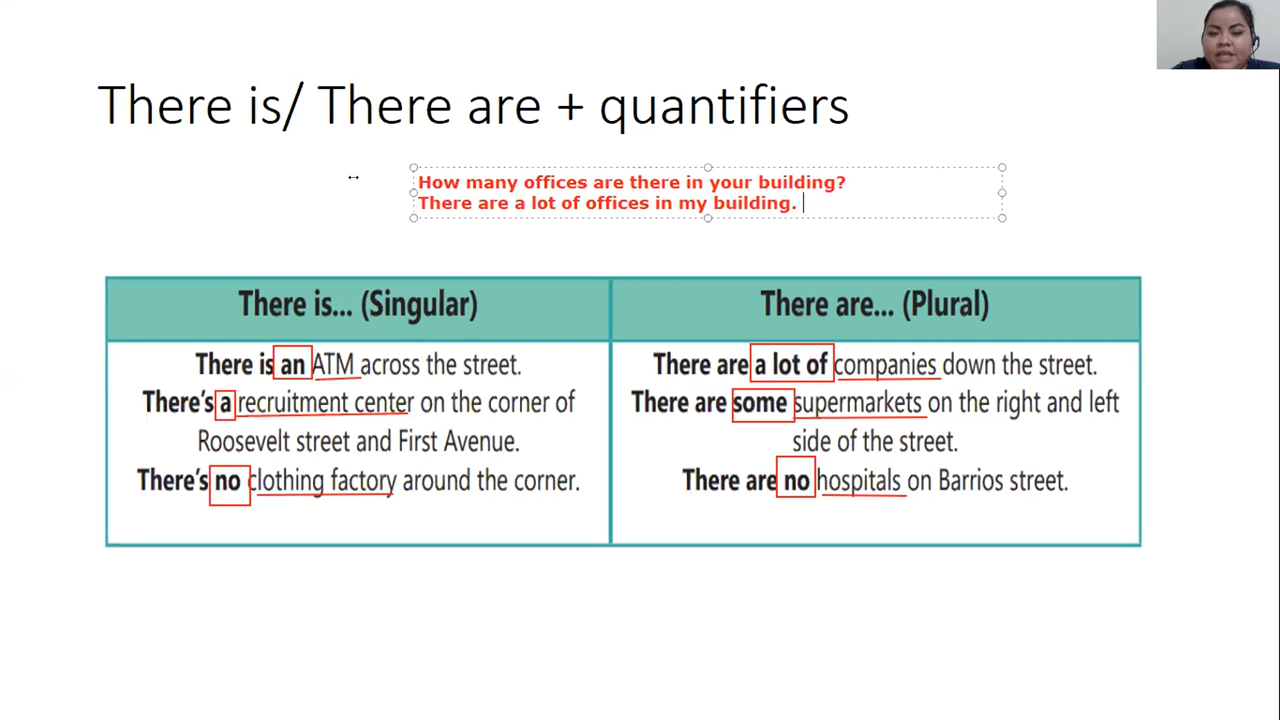 There is/ There are + quantifiers
How many offices are there in your building?
There are a lot of offices in my building.
There is... (Singular)
There is an ATM across the street.
There's a recruitment center on the corner of
Roosevelt street and First Avenue.
There's no clothing factory around the corner.
There are... (Plural)
There are a lot of companies down the street.
There are some supermarkets on the right and left
side of the street.
There are no hospitals on Barrios street.